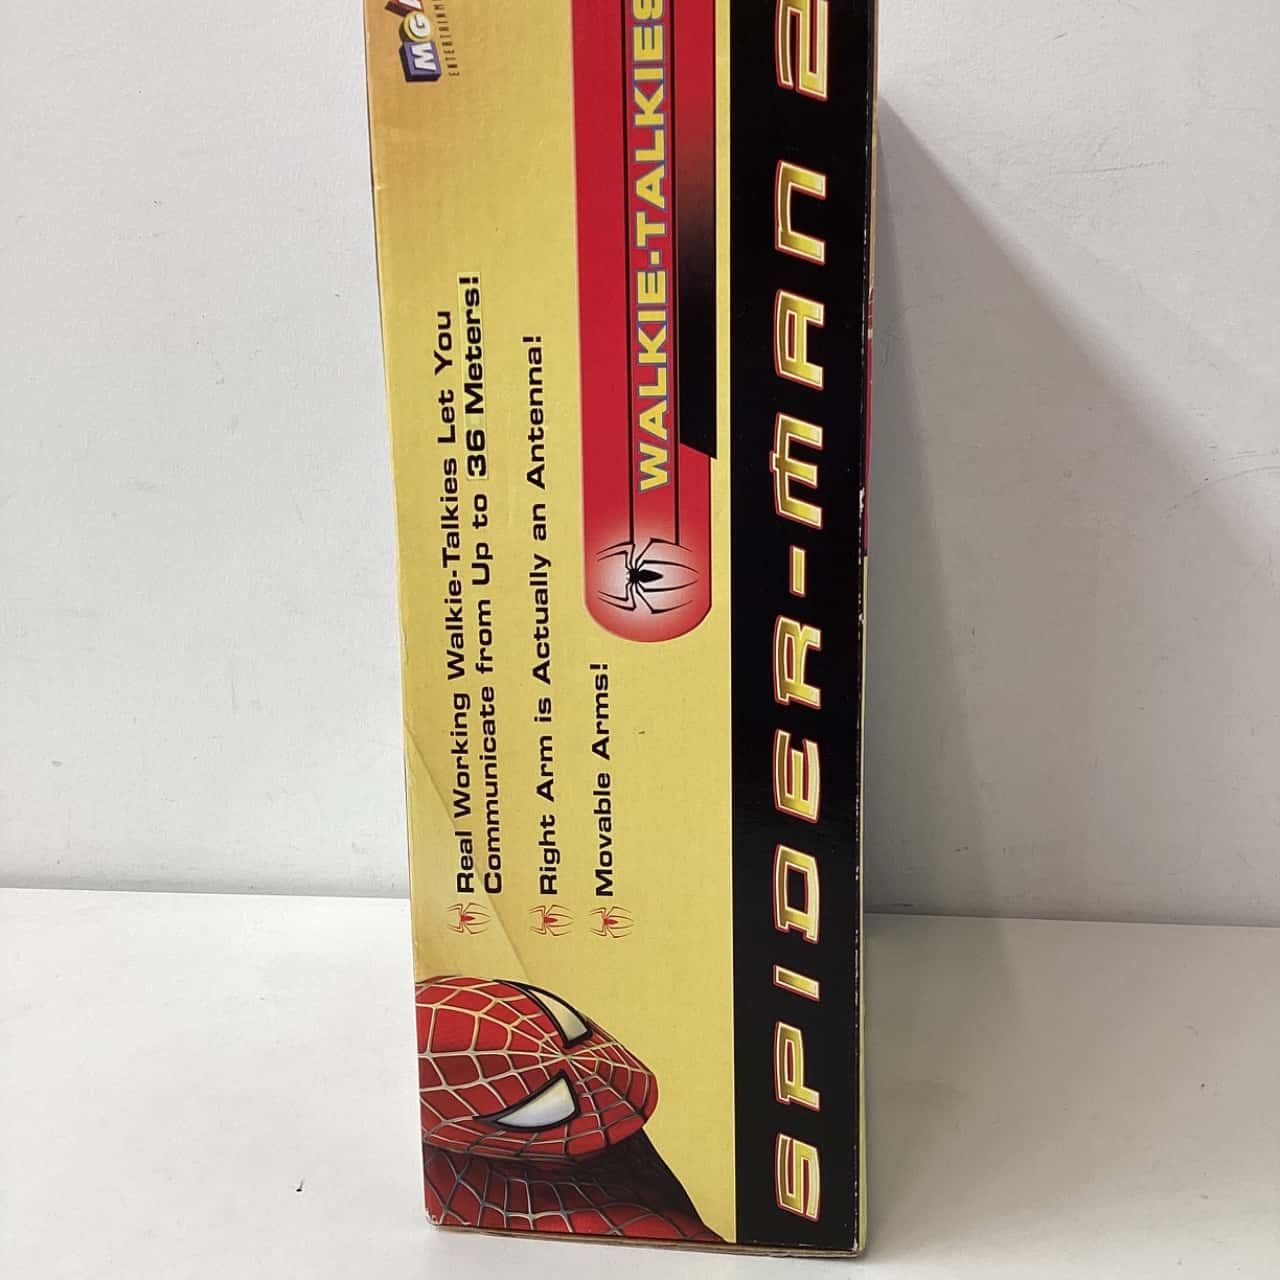 SPIDER-MAN 2
WALKIE-TALKIES
Real Working Walkie-Talkies Let You
Communicate from Up to 36 Meters!
Right Arm is Actually an Antenna!
Movable Arms!
MGA